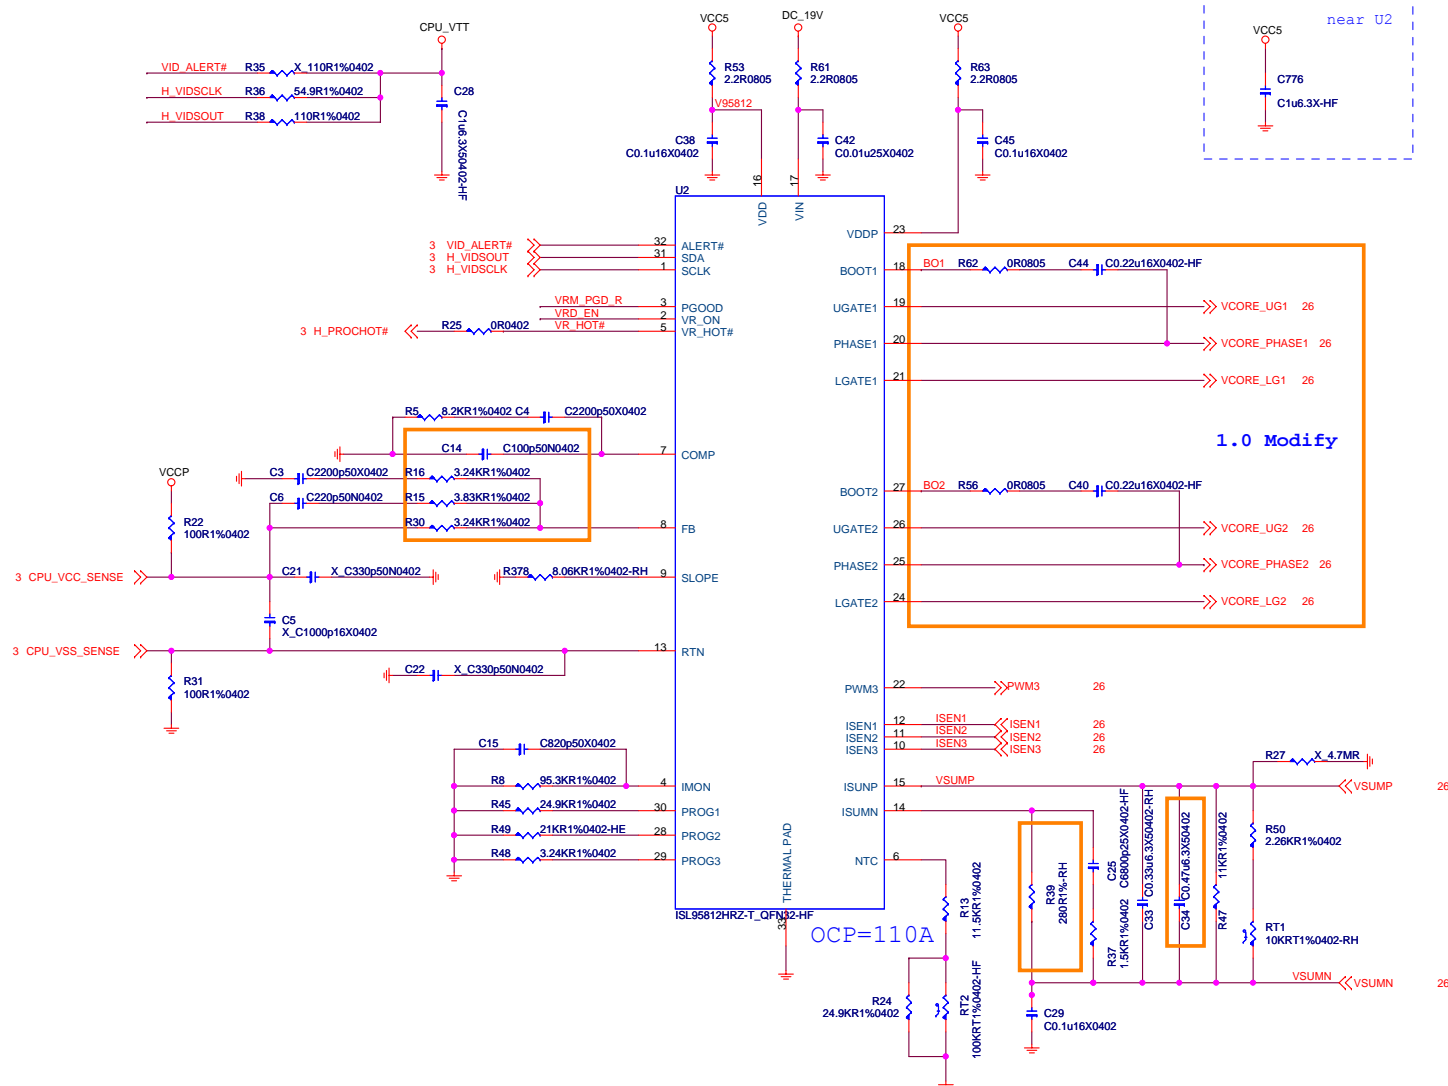 near U2
VCC5
DC_19V
VCC5
VCC5
CPU_VTT
VID_ALERT#
R35
X_110R1%0402
H_VIDSCLK
R36
54.9R1%0402
H_VIDSOUT
R38
110R1%0402
C28
C1u6.3X50402-HF
R53
2.2R0805
R61
2.2R0805
R63
2.2R0805
C776
C1u6.3X-HF
V95812
C38
C0.1u16X0402
C42
C0.01u25X0402
C45
C0.1u16X0402
U2
16
17
VDD
VIN
VDDP
23
3 VID_ALERT#
32
ALERT#
3 H_VIDSOUT
31
SDA
3 H_VIDSCLK
1
SCLK
BOOT1
18
BO1
R62
0R0805
C44
C0.22u16X0402-HF
VRM_PGD_R
3
PGOOD
VRD_EN
2
VR_ON
3 H_PROCHOT#
R25
0R0402
VR_HOT#
5
VR_HOT#
UGATE1
19
VCORE_UG1 26
PHASE1
20
VCORE_PHASE1 26
LGATE1
21
VCORE_LG1 26
R5
8.2KR1%0402
C4
C2200p50X0402
1.0 Modify
C14
C100p50N0402
7
COMP
C3
C2200p50X0402
R16
3.24KR1%0402
C6
C220p50N0402
R15
3.83KR1%0402
VCCP
R22
100R1%0402
R30
3.24KR1%0402
8
FB
BOOT2
27
BO2
R56
0R0805
C40
C0.22u16X0402-HF
UGATE2
26
VCORE_UG2 26
PHASE2
25
VCORE_PHASE2 26
LGATE2
24
VCORE_LG2 26
3 CPU_VCC_SENSE
C21
X_C330p50N0402
R378
8.06KR1%0402-RH
9
SLOPE
C5
X_C1000p16X0402
3 CPU_VSS_SENSE
13
RTN
C22
X_C330p50N0402
R31
100R1%0402
PWM3
22
PWM3 26
ISEN1
12
ISEN1
ISEN1 26
ISEN2
11
ISEN2
ISEN2 26
ISEN3
10
ISEN3
ISEN3 26
C15
C820p50X0402
R27
X_4.7MR
R8
95.3KR1%0402
4
IMON
ISUNP
15
VSUMP
VSUMP 26
R45
24.9KR1%0402
30
PROG1
ISUMN
14
R49
21KR1%0402-HE
28
PROG2
R48
3.24KR1%0402
29
PROG3
NTC
6
THERMAL PAD
33
ISL95812HRZ-T_QFN32-HF
OCP=110A
R13
11.5KR1%0402
R39
280R1%-RH
C25
C6800p25X0402-HF
R37
1.5KR1%0402
C33
C0.33u6.3X50402-RH
C34
C0.47u6.3X50402
R47
11KR1%0402
R50
2.26KR1%0402
RT1
10KRT1%0402-RH
VSUMN
VSUMN 26
R24
24.9KR1%0402
RT2
100KRT1%0402-HF
C29
C0.1u16X0402